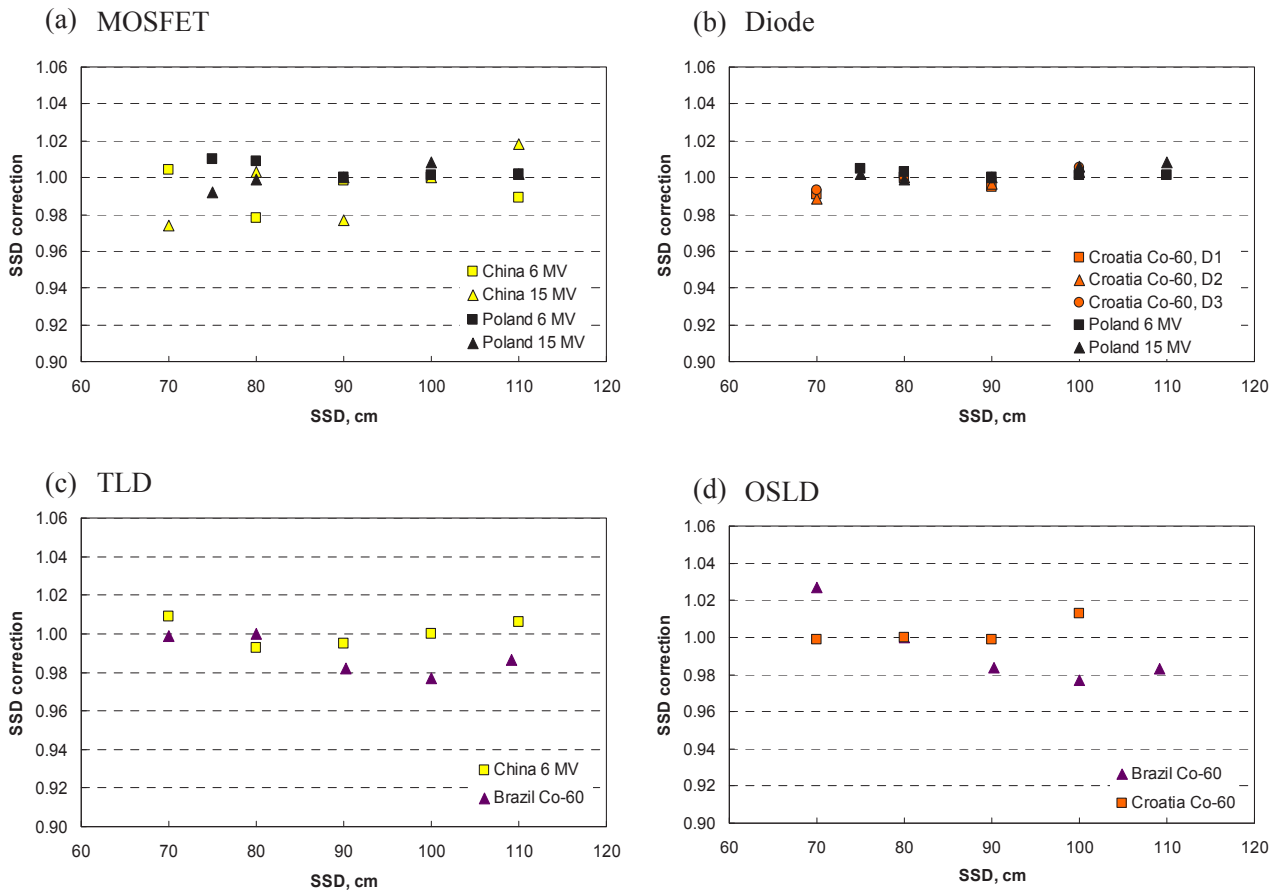 (a) MOSFET
1.06
1.04
1.02
1.00
0.98
0.96
0.94
0.92
0.90
SSD correction
60 70 80 90 100 110 120
SSD, cm
China 6 MV
China 15 MV
Poland 6 MV
Poland 15 MV
(b) Diode
1.06
1.04
1.02
1.00
0.98
0.96
0.94
0.92
0.90
SSD correction
60 70 80 90 100 110 120
SSD, cm
Croatia Co-60, D1
Croatia Co-60, D2
Croatia Co-60, D3
Poland 6 MV
Poland 15 MV
(c) TLD
1.06
1.04
1.02
1.00
0.98
0.96
0.94
0.92
0.90
SSD correction
60 70 80 90 100 110 120
SSD, cm
China 6 MV
Brazil Co-60
(d) OSLD
1.06
1.04
1.02
1.00
0.98
0.96
0.94
0.92
0.90
SSD correction
60 70 80 90 100 110 120
SSD, cm
Brazil Co-60
Croatia Co-60